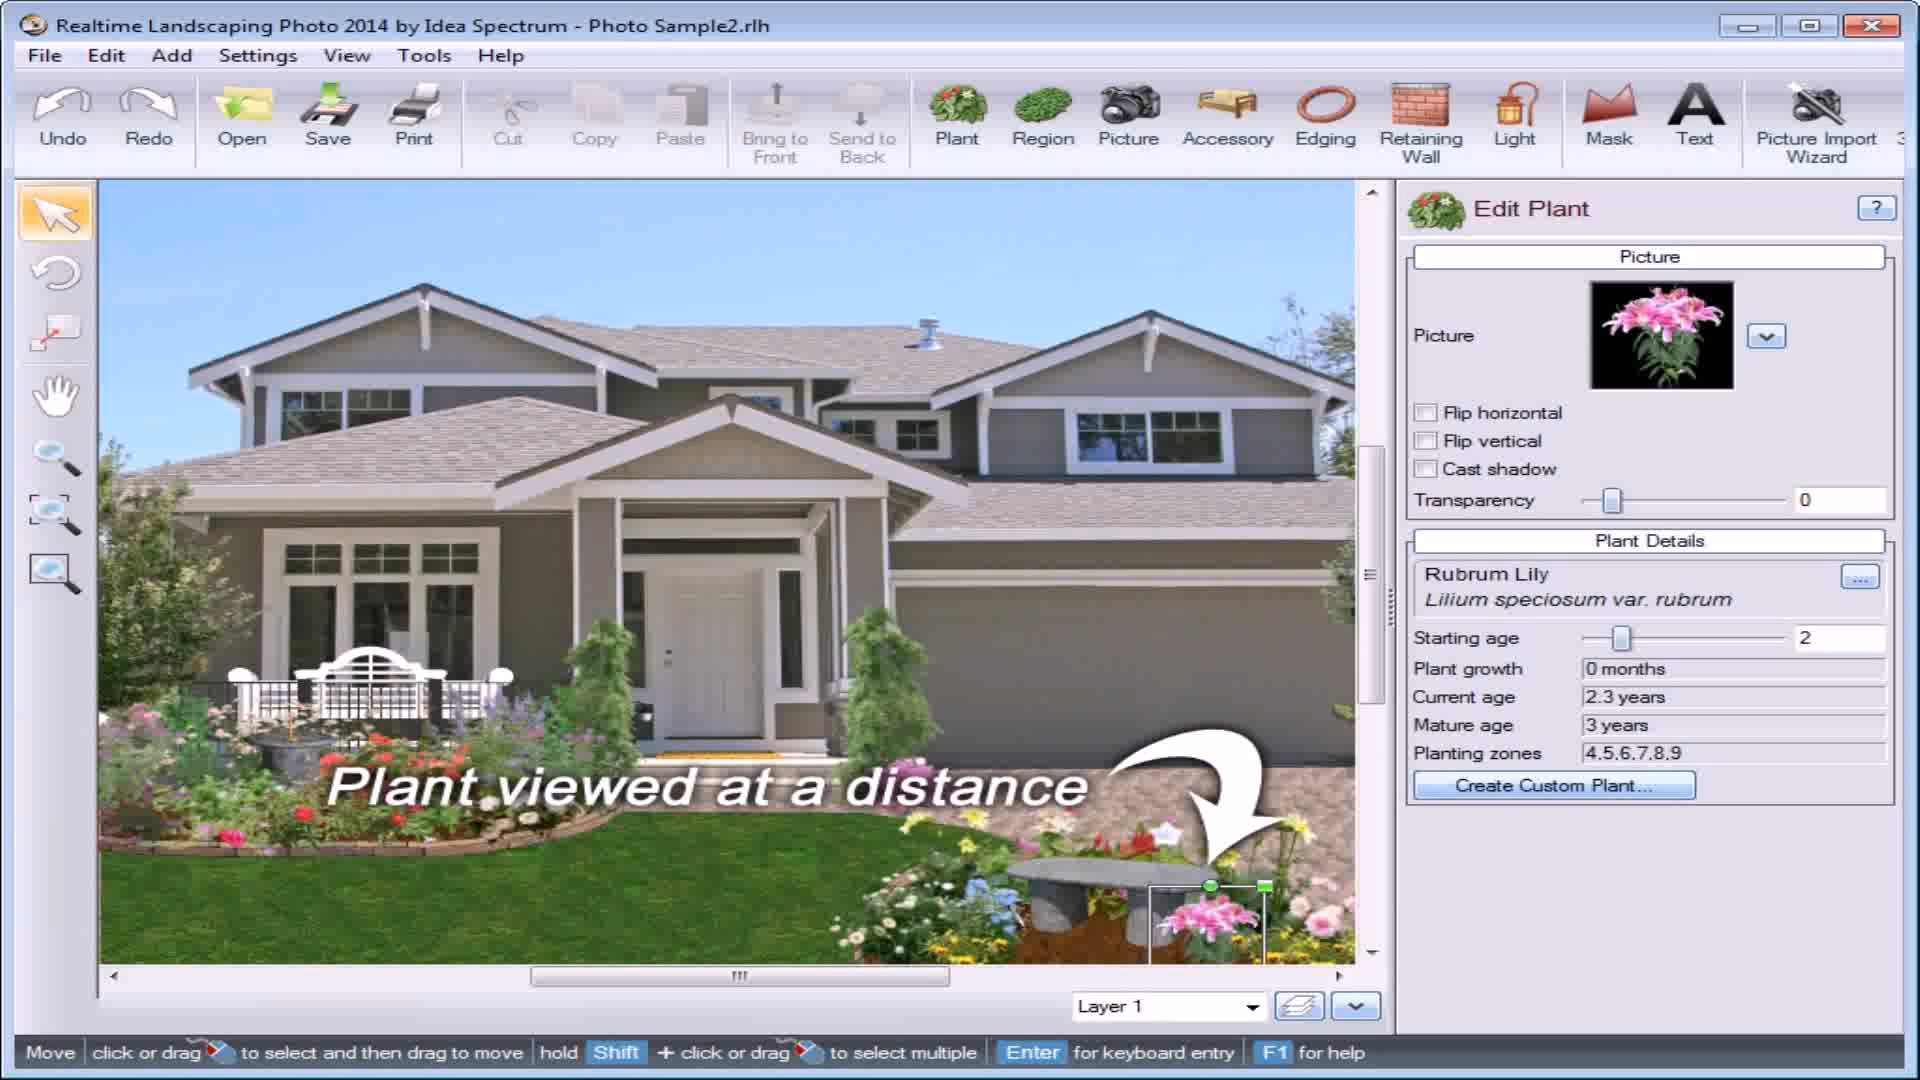 Realtime Landscaping Photo 2014 by Idea Spectrum - Photo Sample2.rlh
File Edit Add Settings View Tools Help
Undo Redo Open Save Print Cut Copy Paste Bring to Front Send to Back Plant Region Picture Accessory Edging Retaining Wall Light Mask Text Picture Import Wizard
Edit Plant
?
Picture
Picture
Flip horizontal
Flip vertical
Cast shadow
Transparency 0
Plant Details
Rubrum Lily
...
Lilium speciosum var. rubrum
Starting age 2
Plant growth 0 months
Current age 2.3 years
Mature age 3 years
Planting zones 4,5,6,7,8,9
Create Custom Plant...
Plant viewed at a distance
Layer 1
Move click or drag to select and then drag to move hold Shift + click or drag to select multiple Enter for keyboard entry F1 for help